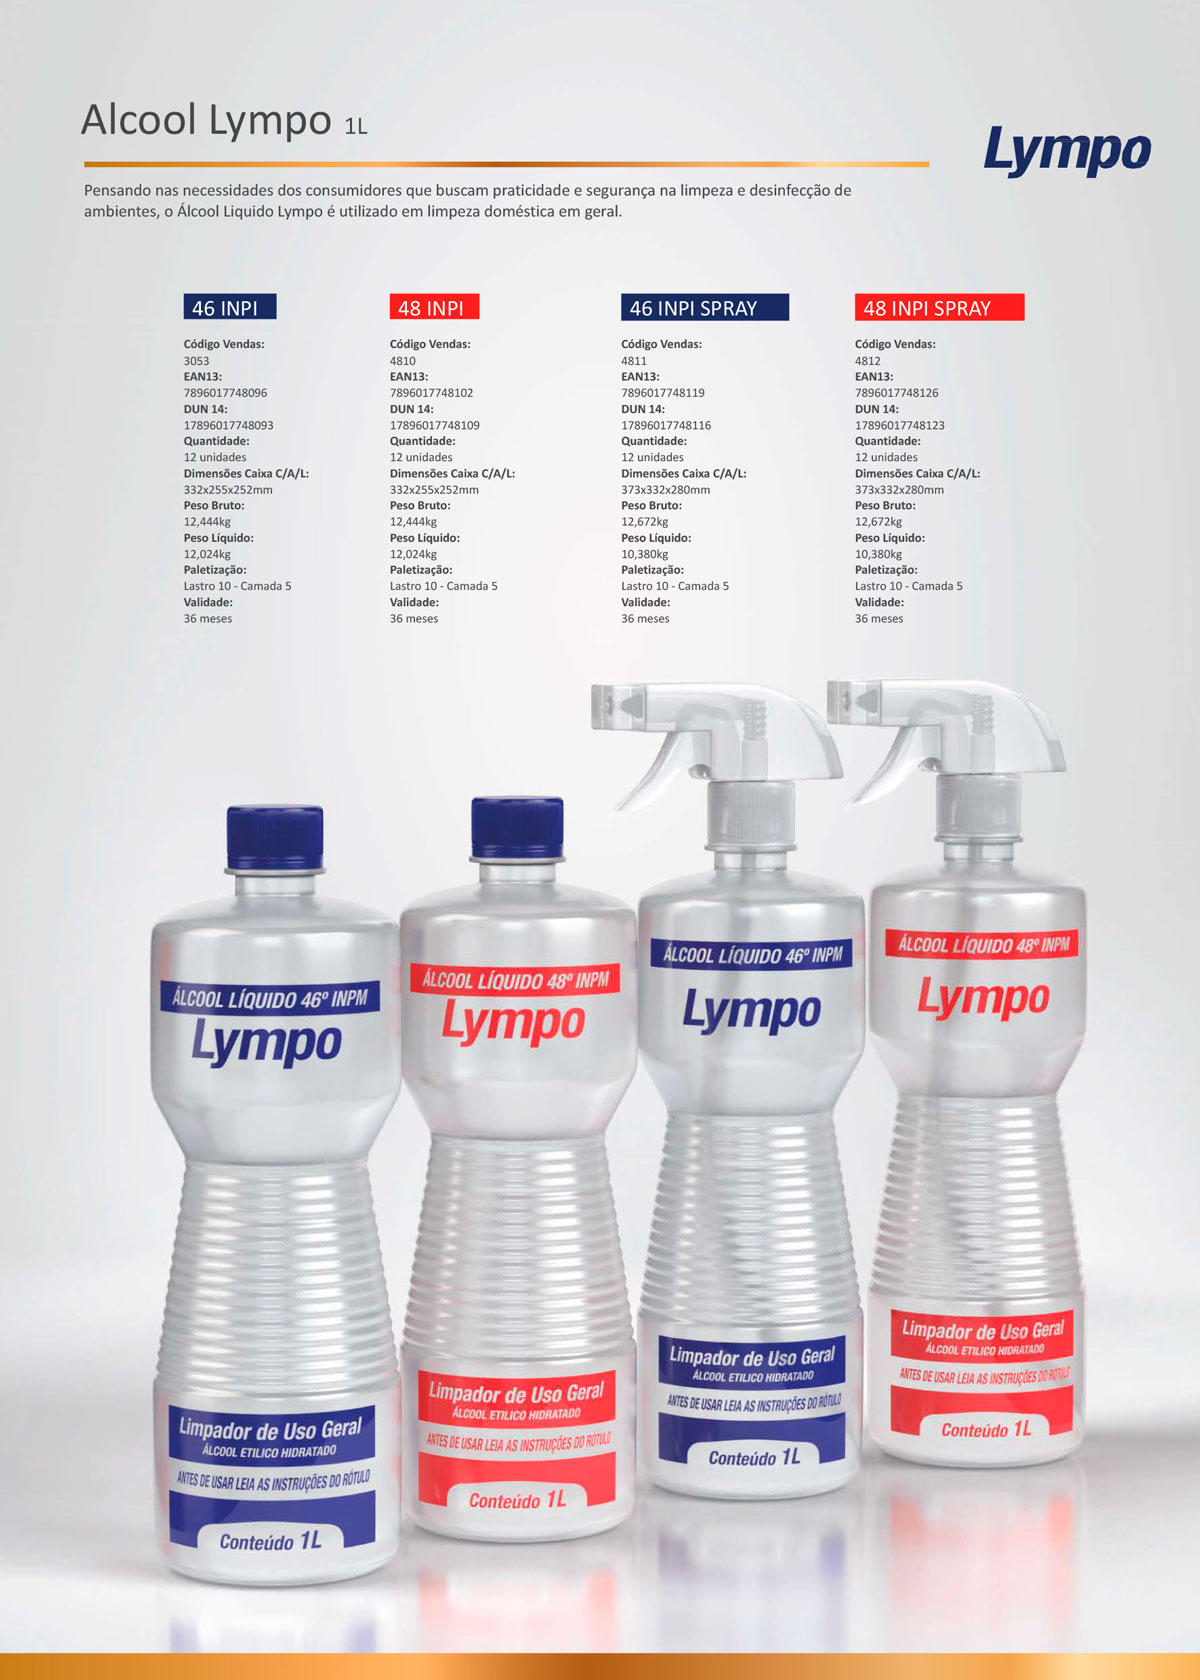 Alcool Lympo 1L
Lympo
Pensando nas necessidades dos consumidores que buscam praticidade e segurança na limpeza e desinfecção de
ambientes, o Álcool Liquido Lympo é utilizado em limpeza doméstica em geral.
46 INPI
Código Vendas:
3053
EAN13:
7896017748096
DUN 14:
17896017748093
Quantidade:
12 unidades
Dimensões Caixa C/A/L:
332x255x252mm
Peso Bruto:
12,444kg
Peso Líquido:
12,024kg
Paletização:
Lastro 10 - Camada 5
Validade:
36 meses
48 INPI
Código Vendas:
4810
EAN13:
7896017748102
DUN 14:
17896017748109
Quantidade:
12 unidades
Dimensões Caixa C/A/L:
332x255x252mm
Peso Bruto:
12,444kg
Peso Líquido:
12,024kg
Paletização:
Lastro 10 - Camada 5
Validade:
36 meses
46 INPI SPRAY
Código Vendas:
4811
EAN13:
7896017748119
DUN 14:
17896017748116
Quantidade:
12 unidades
Dimensões Caixa C/A/L:
373x332x280mm
Peso Bruto:
12,672kg
Peso Líquido:
10,380kg
Paletização:
Lastro 10 - Camada 5
Validade:
36 meses
48 INPI SPRAY
Código Vendas:
4812
EAN13:
7896017748126
DUN 14:
17896017748123
Quantidade:
12 unidades
Dimensões Caixa C/A/L:
373x332x280mm
Peso Bruto:
12,672kg
Peso Líquido:
10,380kg
Paletização:
Lastro 10 - Camada 5
Validade:
36 meses
ÁLCOOL LÍQUIDO 46º INPM
Lympo
Limpador de Uso Geral
ÁLCOOL ETILICO HIDRATADO
ANTES DE USAR LEIA AS INSTRUÇÕES DO RÓTULO
Conteúdo 1L
ÁLCOOL LÍQUIDO 48º INPM
Lympo
Limpador de Uso Geral
ÁLCOOL ETILICO HIDRATADO
ANTES DE USAR LEIA AS INSTRUÇÕES DO RÓTULO
Conteúdo 1L
ÁLCOOL LÍQUIDO 46º INPM
Lympo
Limpador de Uso Geral
ÁLCOOL ETILICO HIDRATADO
ANTES DE USAR LEIA AS INSTRUÇÕES DO RÓTULO
Conteúdo 1L
ÁLCOOL LÍQUIDO 48º INPM
Lympo
Limpador de Uso Geral
ÁLCOOL ETILICO HIDRATADO
ANTES DE USAR LEIA AS INSTRUÇÕES DO RÓTULO
Conteúdo 1L